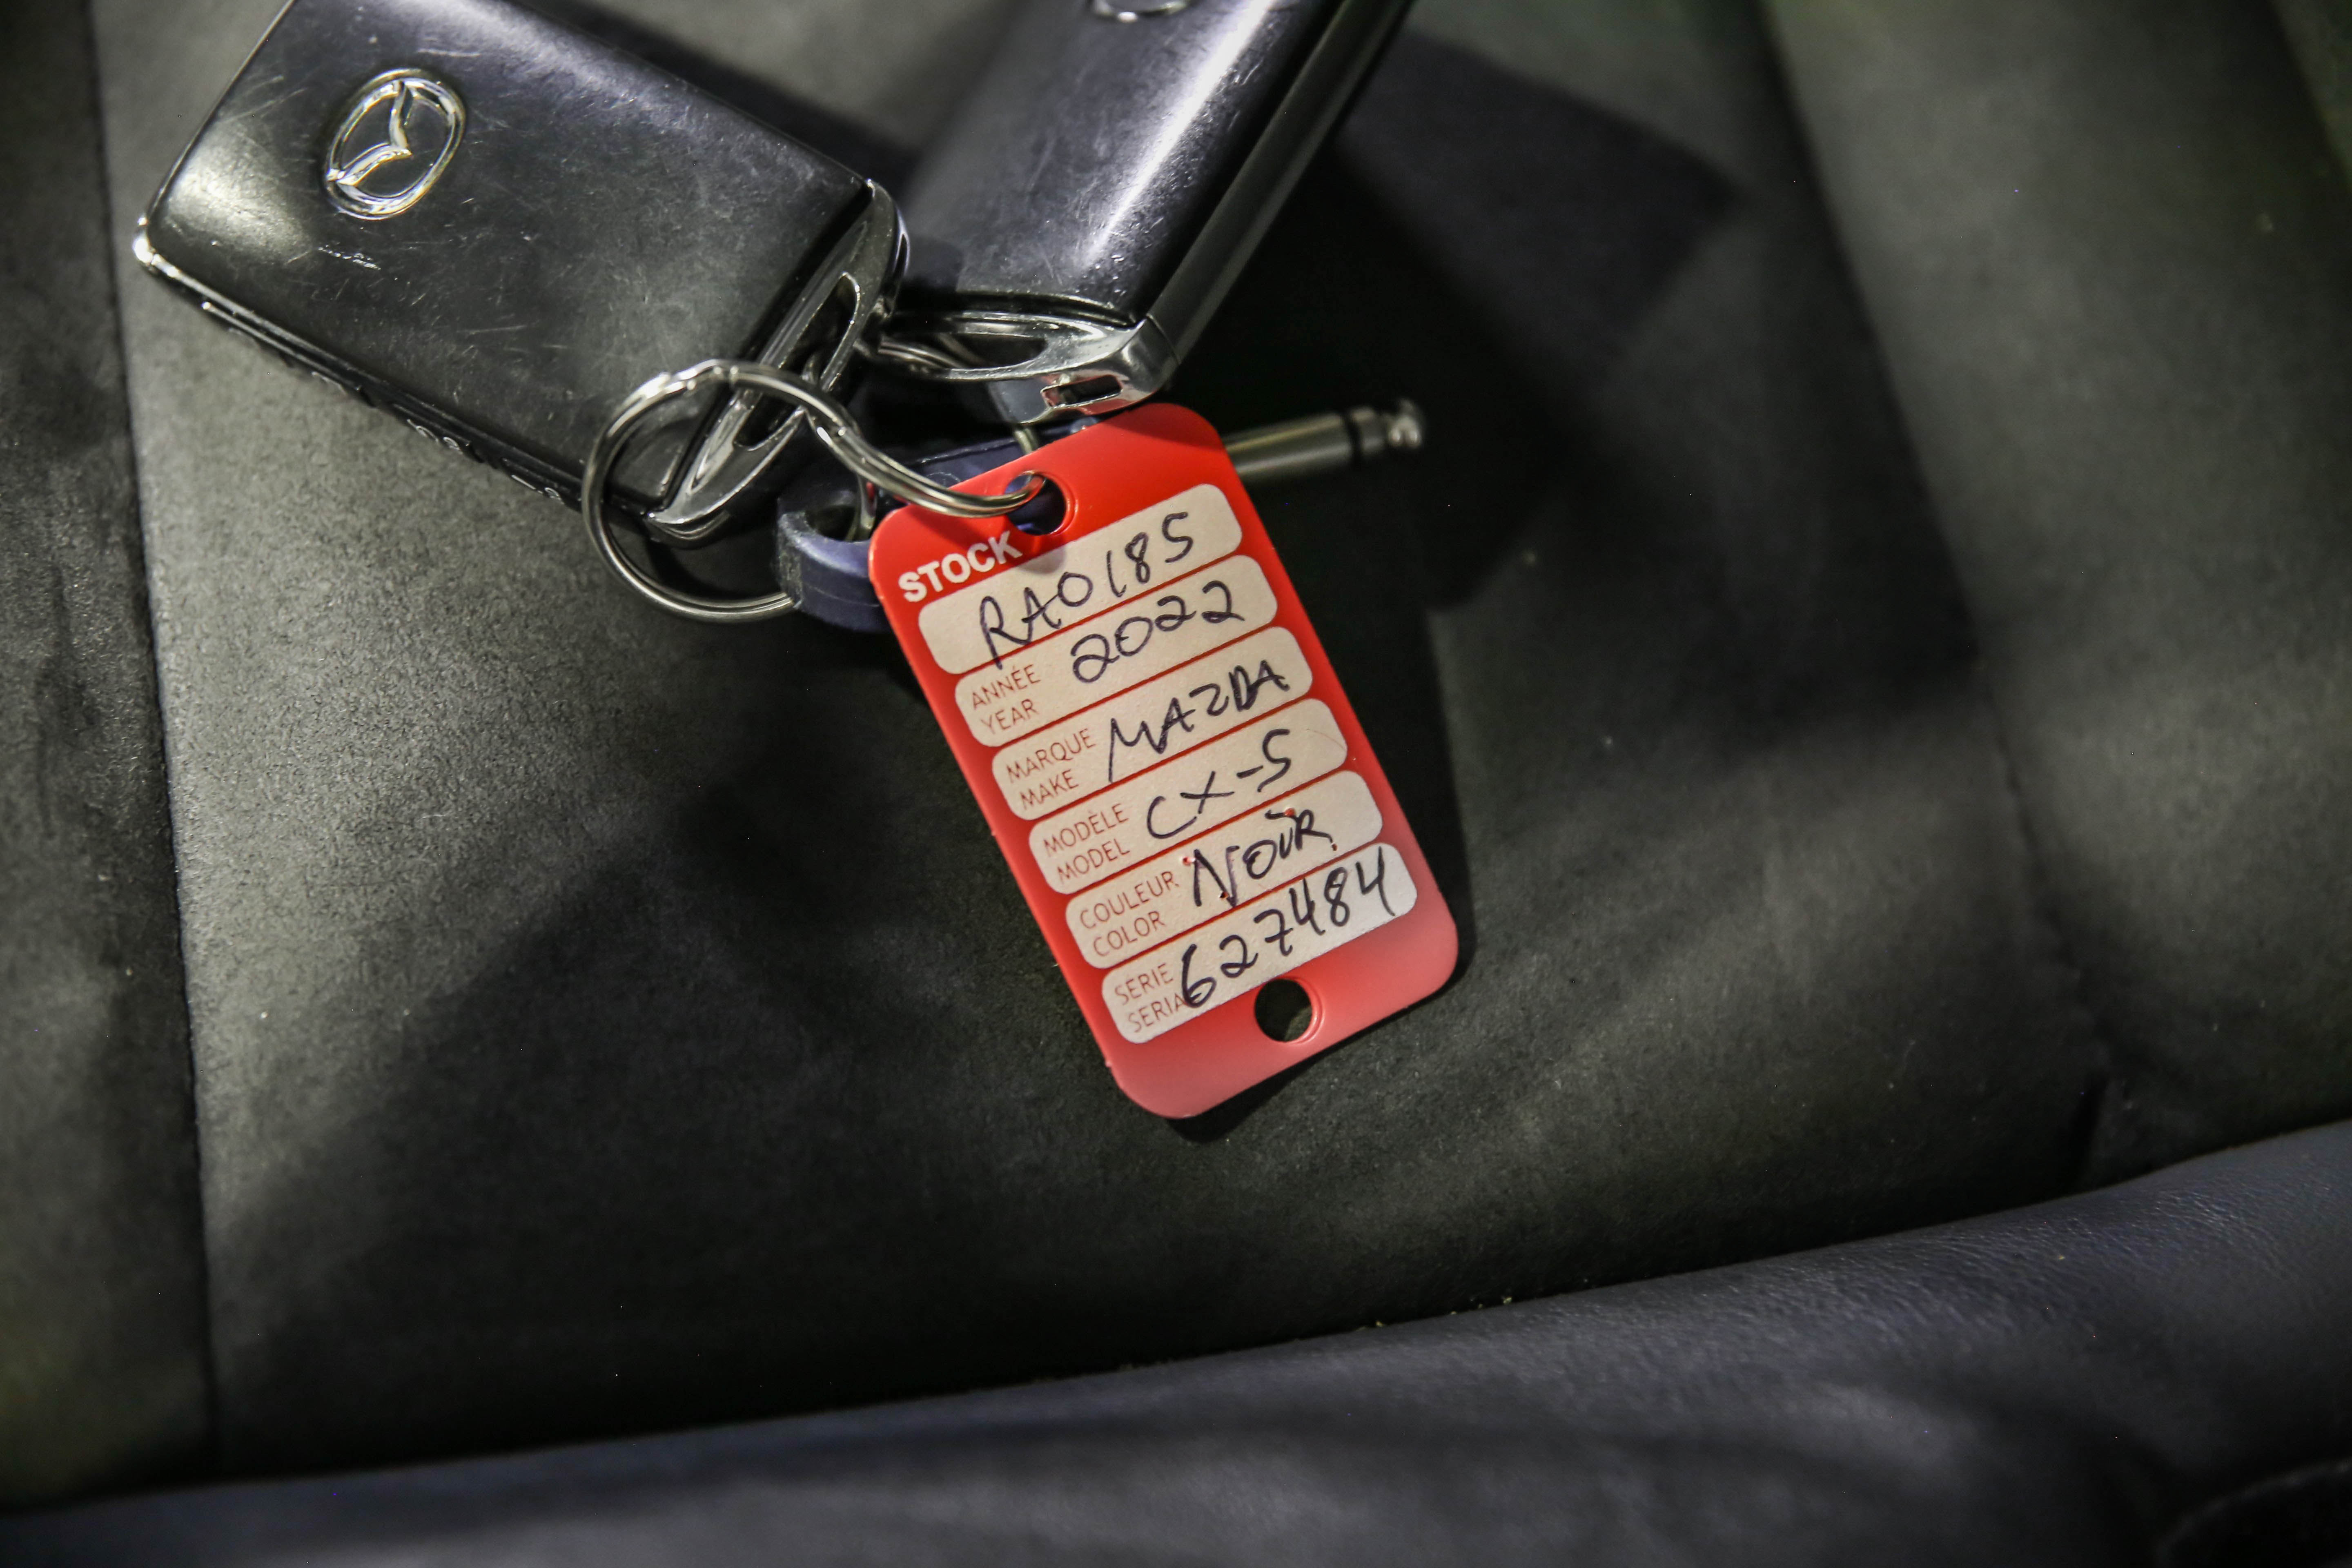 STOCK
RA0185
ANNÉE
YEAR
2022
MARQUE
MAKE
MAZDA
MODÈLE
MODEL
CX-5
COULEUR
COLOR
NOIR
SERIE
SERIAL
627484